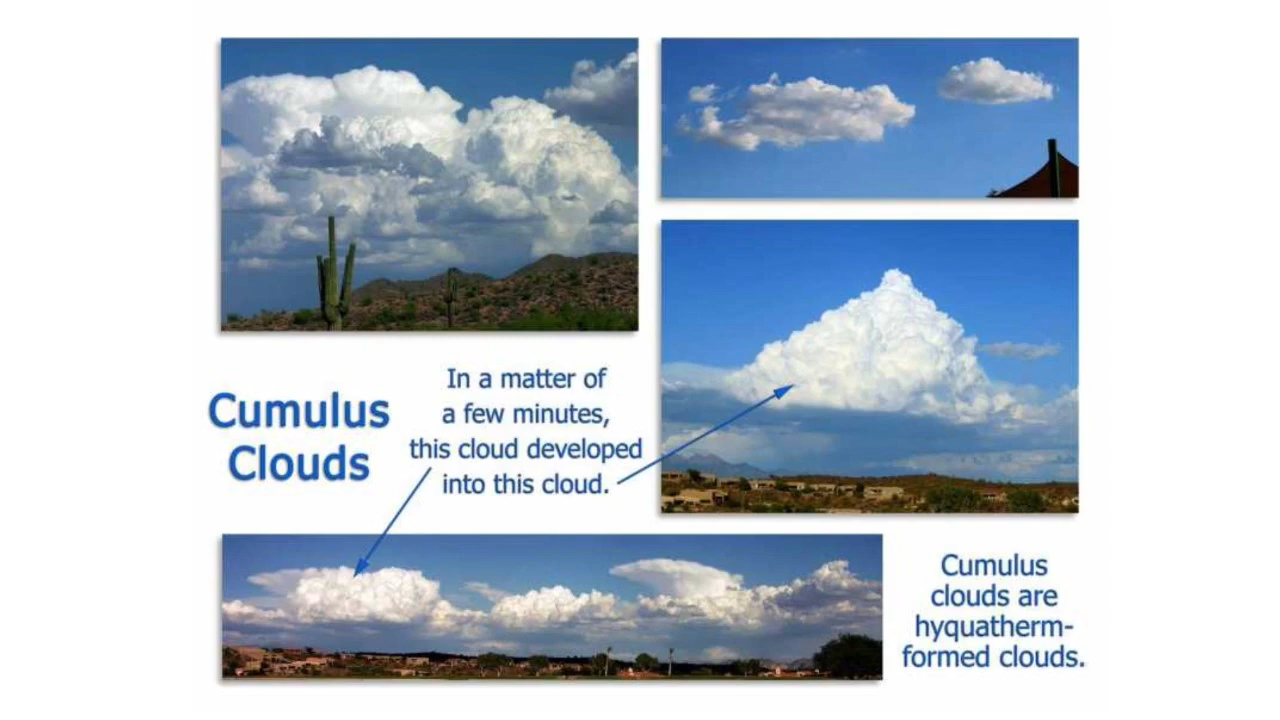 Cumulus
Clouds
In a matter of
a few minutes,
this cloud developed
into this cloud.
Cumulus
clouds are
hyquatherm-
formed clouds.